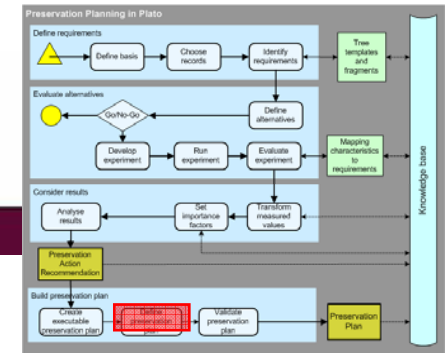 Preservation Planning in Plato
Define requirements
Define basis
Choose
records
Identify
requirements
Tree
templates
and
fragments
Evaluate alternatives
Go/No-Go
Define
alternatives
Develop
experiment
Run
experiment
Evaluate
experiment
Mapping
characteristics
to
requirements
Knowledge base
Consider results
Analyse
results
Set
importance
factors
Transform
measured
values
Preservation
Action
Recommendation
Build preservation plan
Create
executable
preservation plan
Define
preservation
plan
Validate
preservation
plan
Preservation
Plan